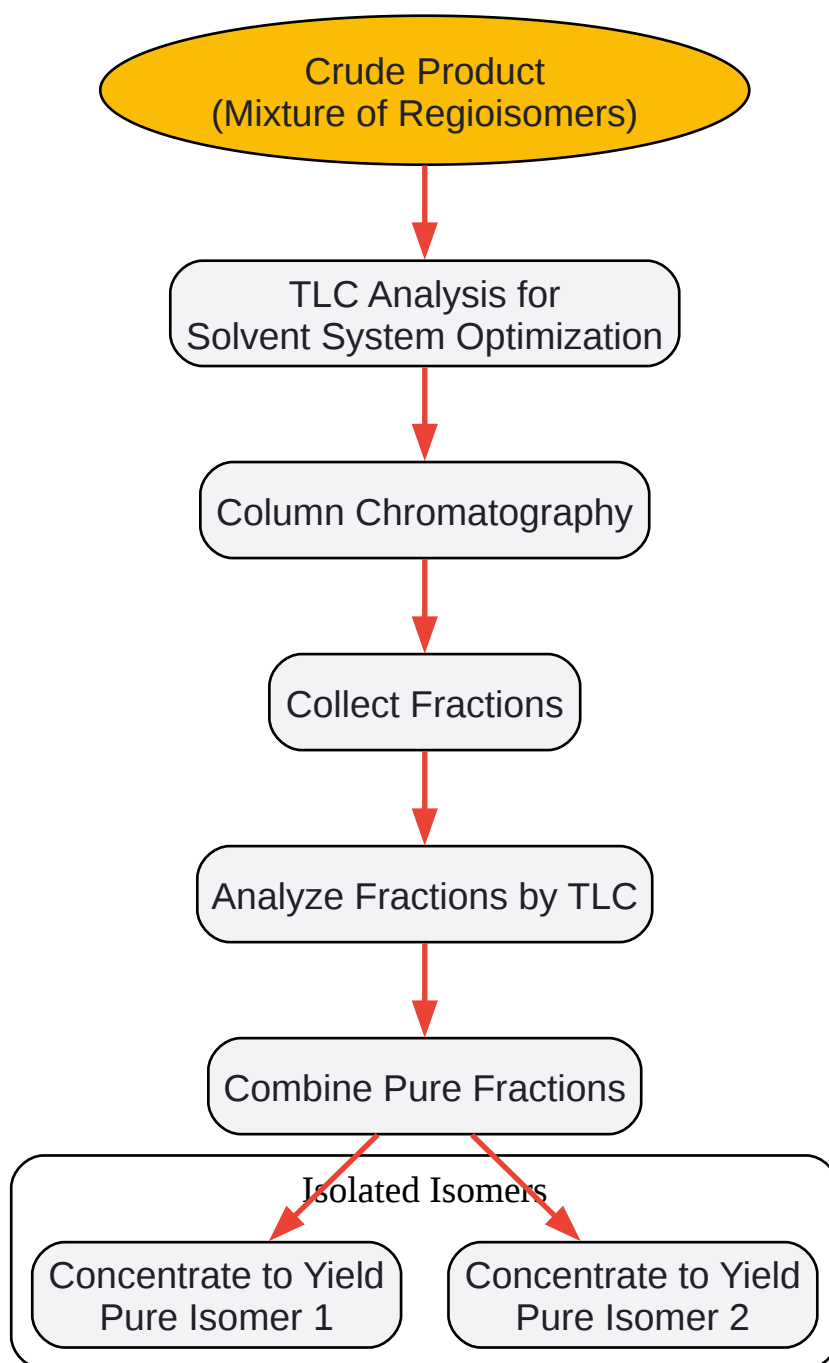 Crude Product
(Mixture of Regioisomers)
TLC Analysis for
Solvent System Optimization
Column Chromatography
Collect Fractions
Analyze Fractions by TLC
Combine Pure Fractions
Isolated Isomers
Concentrate to Yield
Pure Isomer 1
Concentrate to Yield
Pure Isomer 2